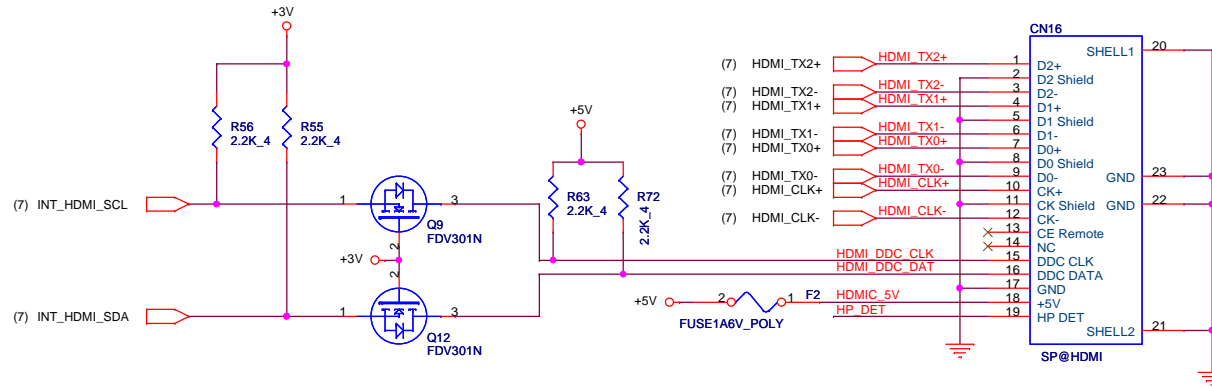 +3V
R56
2.2K_4
R55
2.2K_4
(7) INT_HDMI_SCL
1
3
Q9
FDV301N
2
+3V
2
(7) INT_HDMI_SDA
1
3
Q12
FDV301N
+5V
R63
2.2K_4
R72
2.2K_4
HDMI_DDC_CLK
HDMI_DDC_DAT
+5V
2
1
F2
HDMIC_5V
FUSE1A6V_POLY
HP_DET
(7) HDMI_TX2+
HDMI_TX2+
(7) HDMI_TX2-
HDMI_TX2-
(7) HDMI_TX1+
HDMI_TX1+
(7) HDMI_TX1-
HDMI_TX1-
(7) HDMI_TX0+
HDMI_TX0+
(7) HDMI_TX0-
HDMI_TX0-
(7) HDMI_CLK+
HDMI_CLK+
(7) HDMI_CLK-
HDMI_CLK-
CN16
SHELL1 20
1 D2+
2 D2 Shield
3 D2-
4 D1+
5 D1 Shield
6 D1-
7 D0+
8 D0 Shield
9 D0-
GND 23
10 CK+
11 CK Shield
GND 22
12 CK-
13 CE Remote
14 NC
15 DDC CLK
16 DDC DATA
17 GND
18 +5V
19 HP DET
SHELL2 21
SP@HDMI